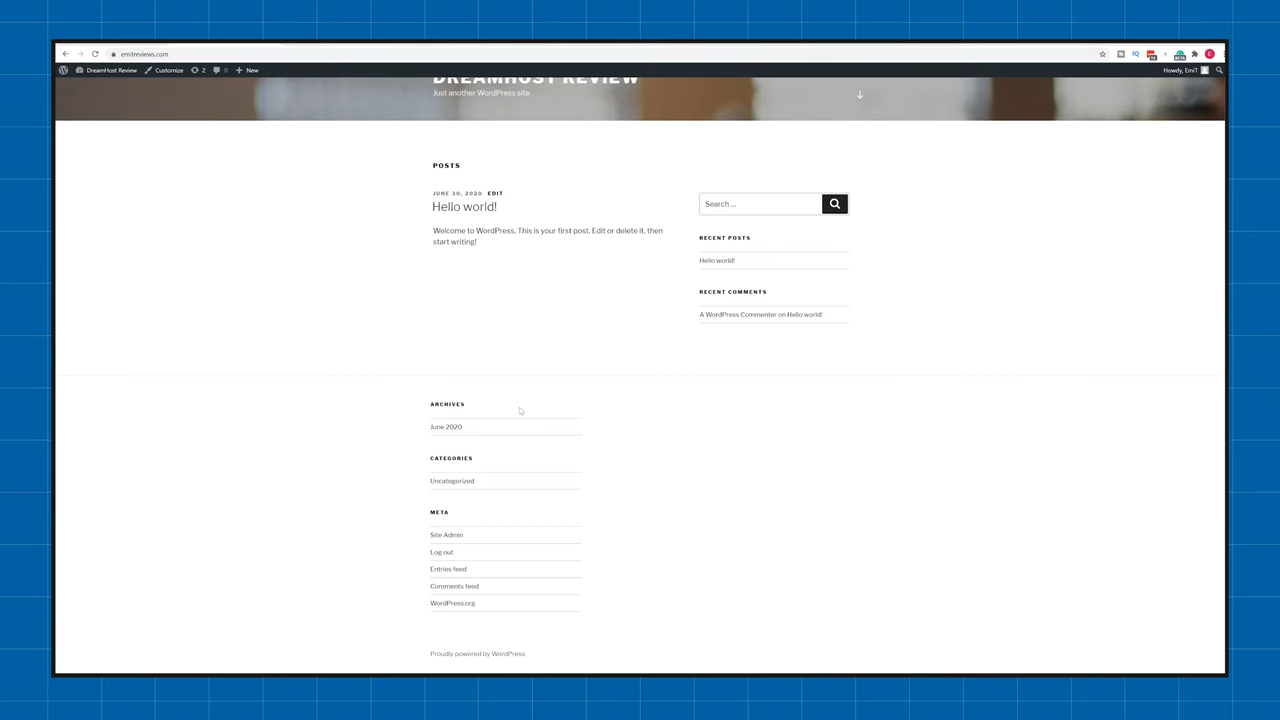 emitreviews.com
DreamHost Review
Customize
2
0
New
Howdy, EmiT
DREAMHOST REVIEW
Just another WordPress site
POSTS
JUNE 30, 2020 EDIT
Hello world!
Welcome to WordPress. This is your first post. Edit or delete it, then
start writing!
Search …
RECENT POSTS
Hello world!
RECENT COMMENTS
A WordPress Commenter on Hello world!
ARCHIVES
June 2020
CATEGORIES
Uncategorized
META
Site Admin
Log out
Entries feed
Comments feed
WordPress.org
Proudly powered by WordPress